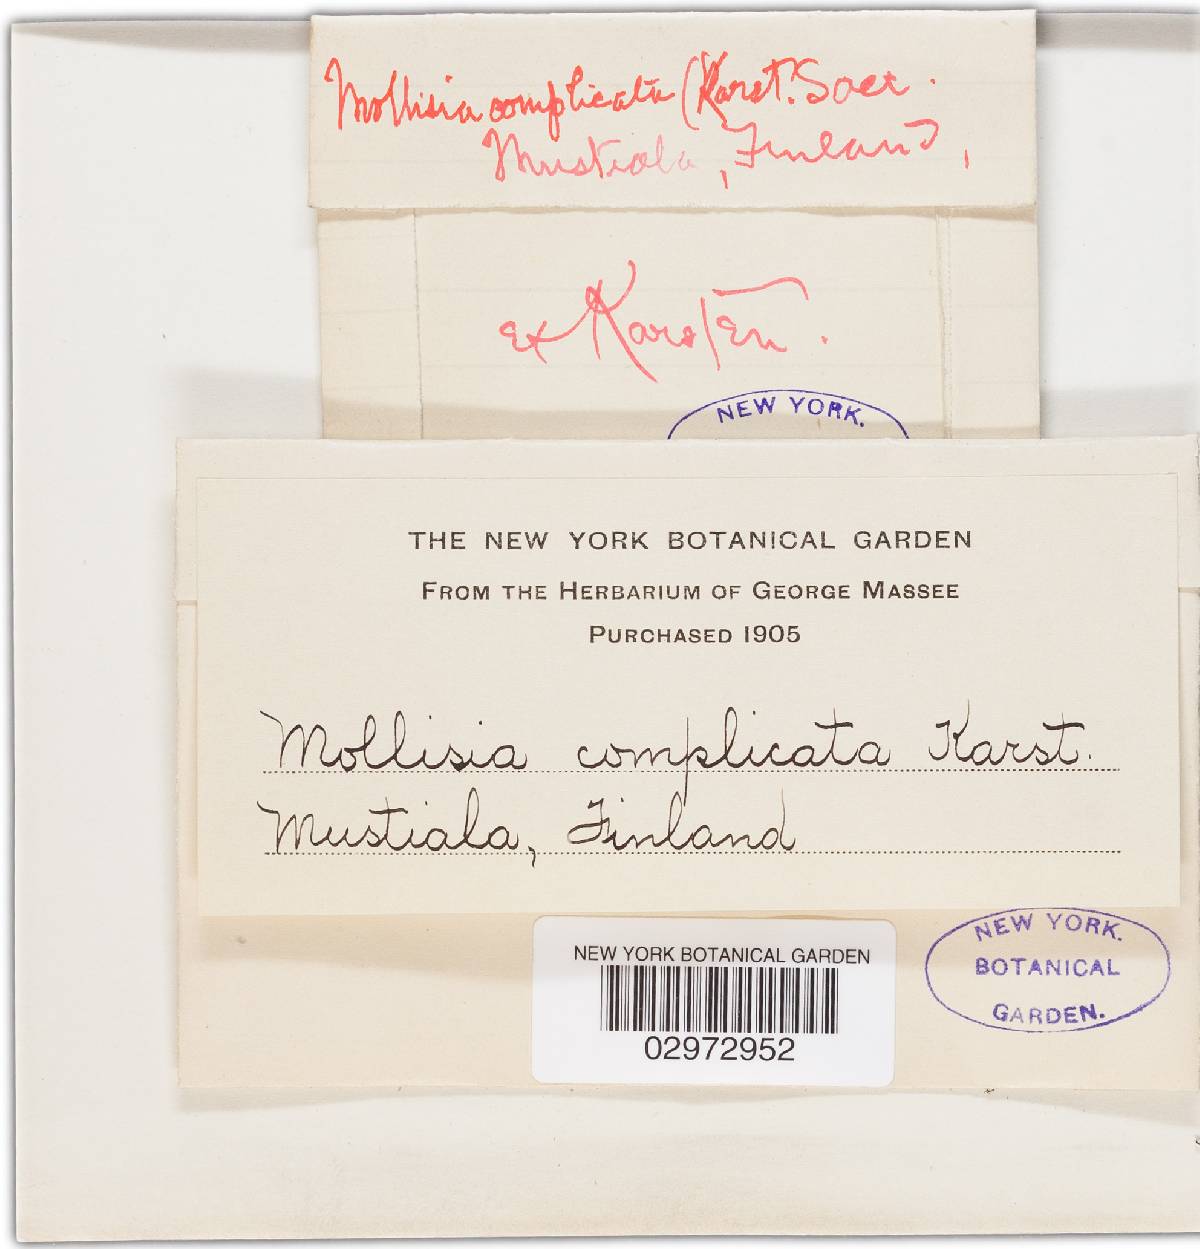 Mollisia complicata (Karst. Sacc.
Mustiala, Finland,
ex Karsten.
NEW YORK.
THE NEW YORK BOTANICAL GARDEN
FROM THE HERBARIUM OF GEORGE MASSEE
PURCHASED 1905
Mollisia complicata Karst.
Mustiala, Finland
NEW YORK BOTANICAL GARDEN
02972952
NEW YORK.
BOTANICAL
GARDEN.